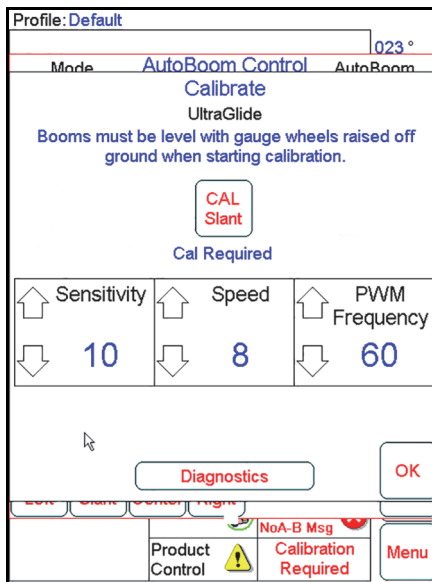 Profile: Default
023 °
Mode AutoBoom Control AutoBoom
Calibrate
UltraGlide
Booms must be level with gauge wheels raised off
ground when starting calibration.
CAL
Slant
Cal Required
Sensitivity Speed PWM
Frequency
10 8 60
Diagnostics
OK
Left Slant Center Right
NoA-B Msg
Product
Control
Calibration
Required
Menu